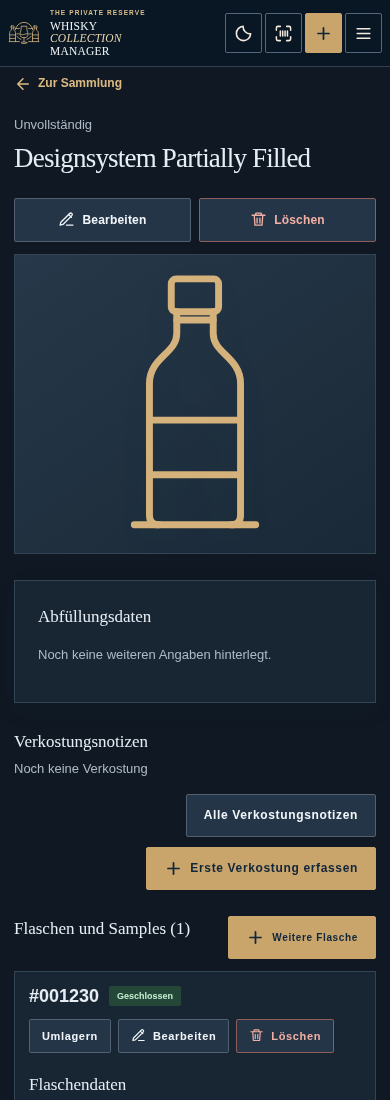 THE PRIVATE RESERVE
WHISKY
COLLECTION
MANAGER
Zur Sammlung
Unvollständig
Designsystem Partially Filled
Bearbeiten
Löschen
Abfüllungsdaten
Noch keine weiteren Angaben hinterlegt.
Verkostungsnotizen
Noch keine Verkostung
Alle Verkostungsnotizen
Erste Verkostung erfassen
Flaschen und Samples (1)
Weitere Flasche
#001230
Geschlossen
Umlagern
Bearbeiten
Löschen
Flaschendaten